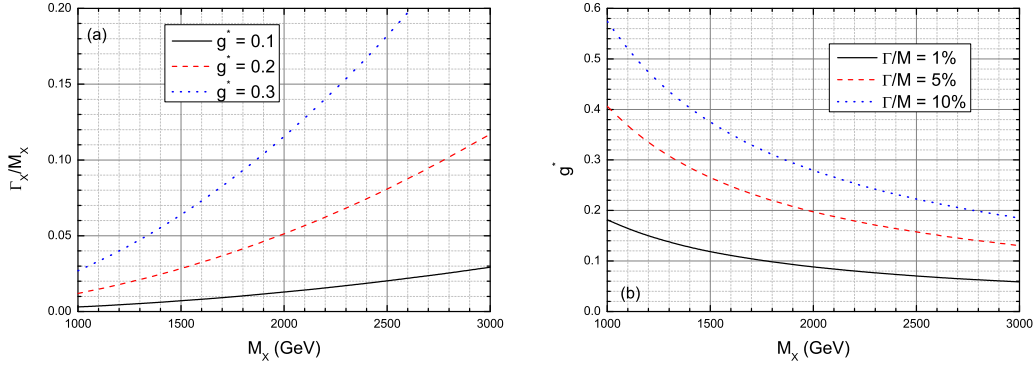 (a)
g* = 0.1
g* = 0.2
g* = 0.3
0.20
0.15
0.10
0.05
0.00
Γ_X/M_X
1000 1500 2000 2500 3000
M_X (GeV)
Γ/M = 1%
Γ/M = 5%
Γ/M = 10%
0.6
0.5
0.4
0.3
0.2
0.1
0.0
g*
(b)
1000 1500 2000 2500 3000
M_X (GeV)